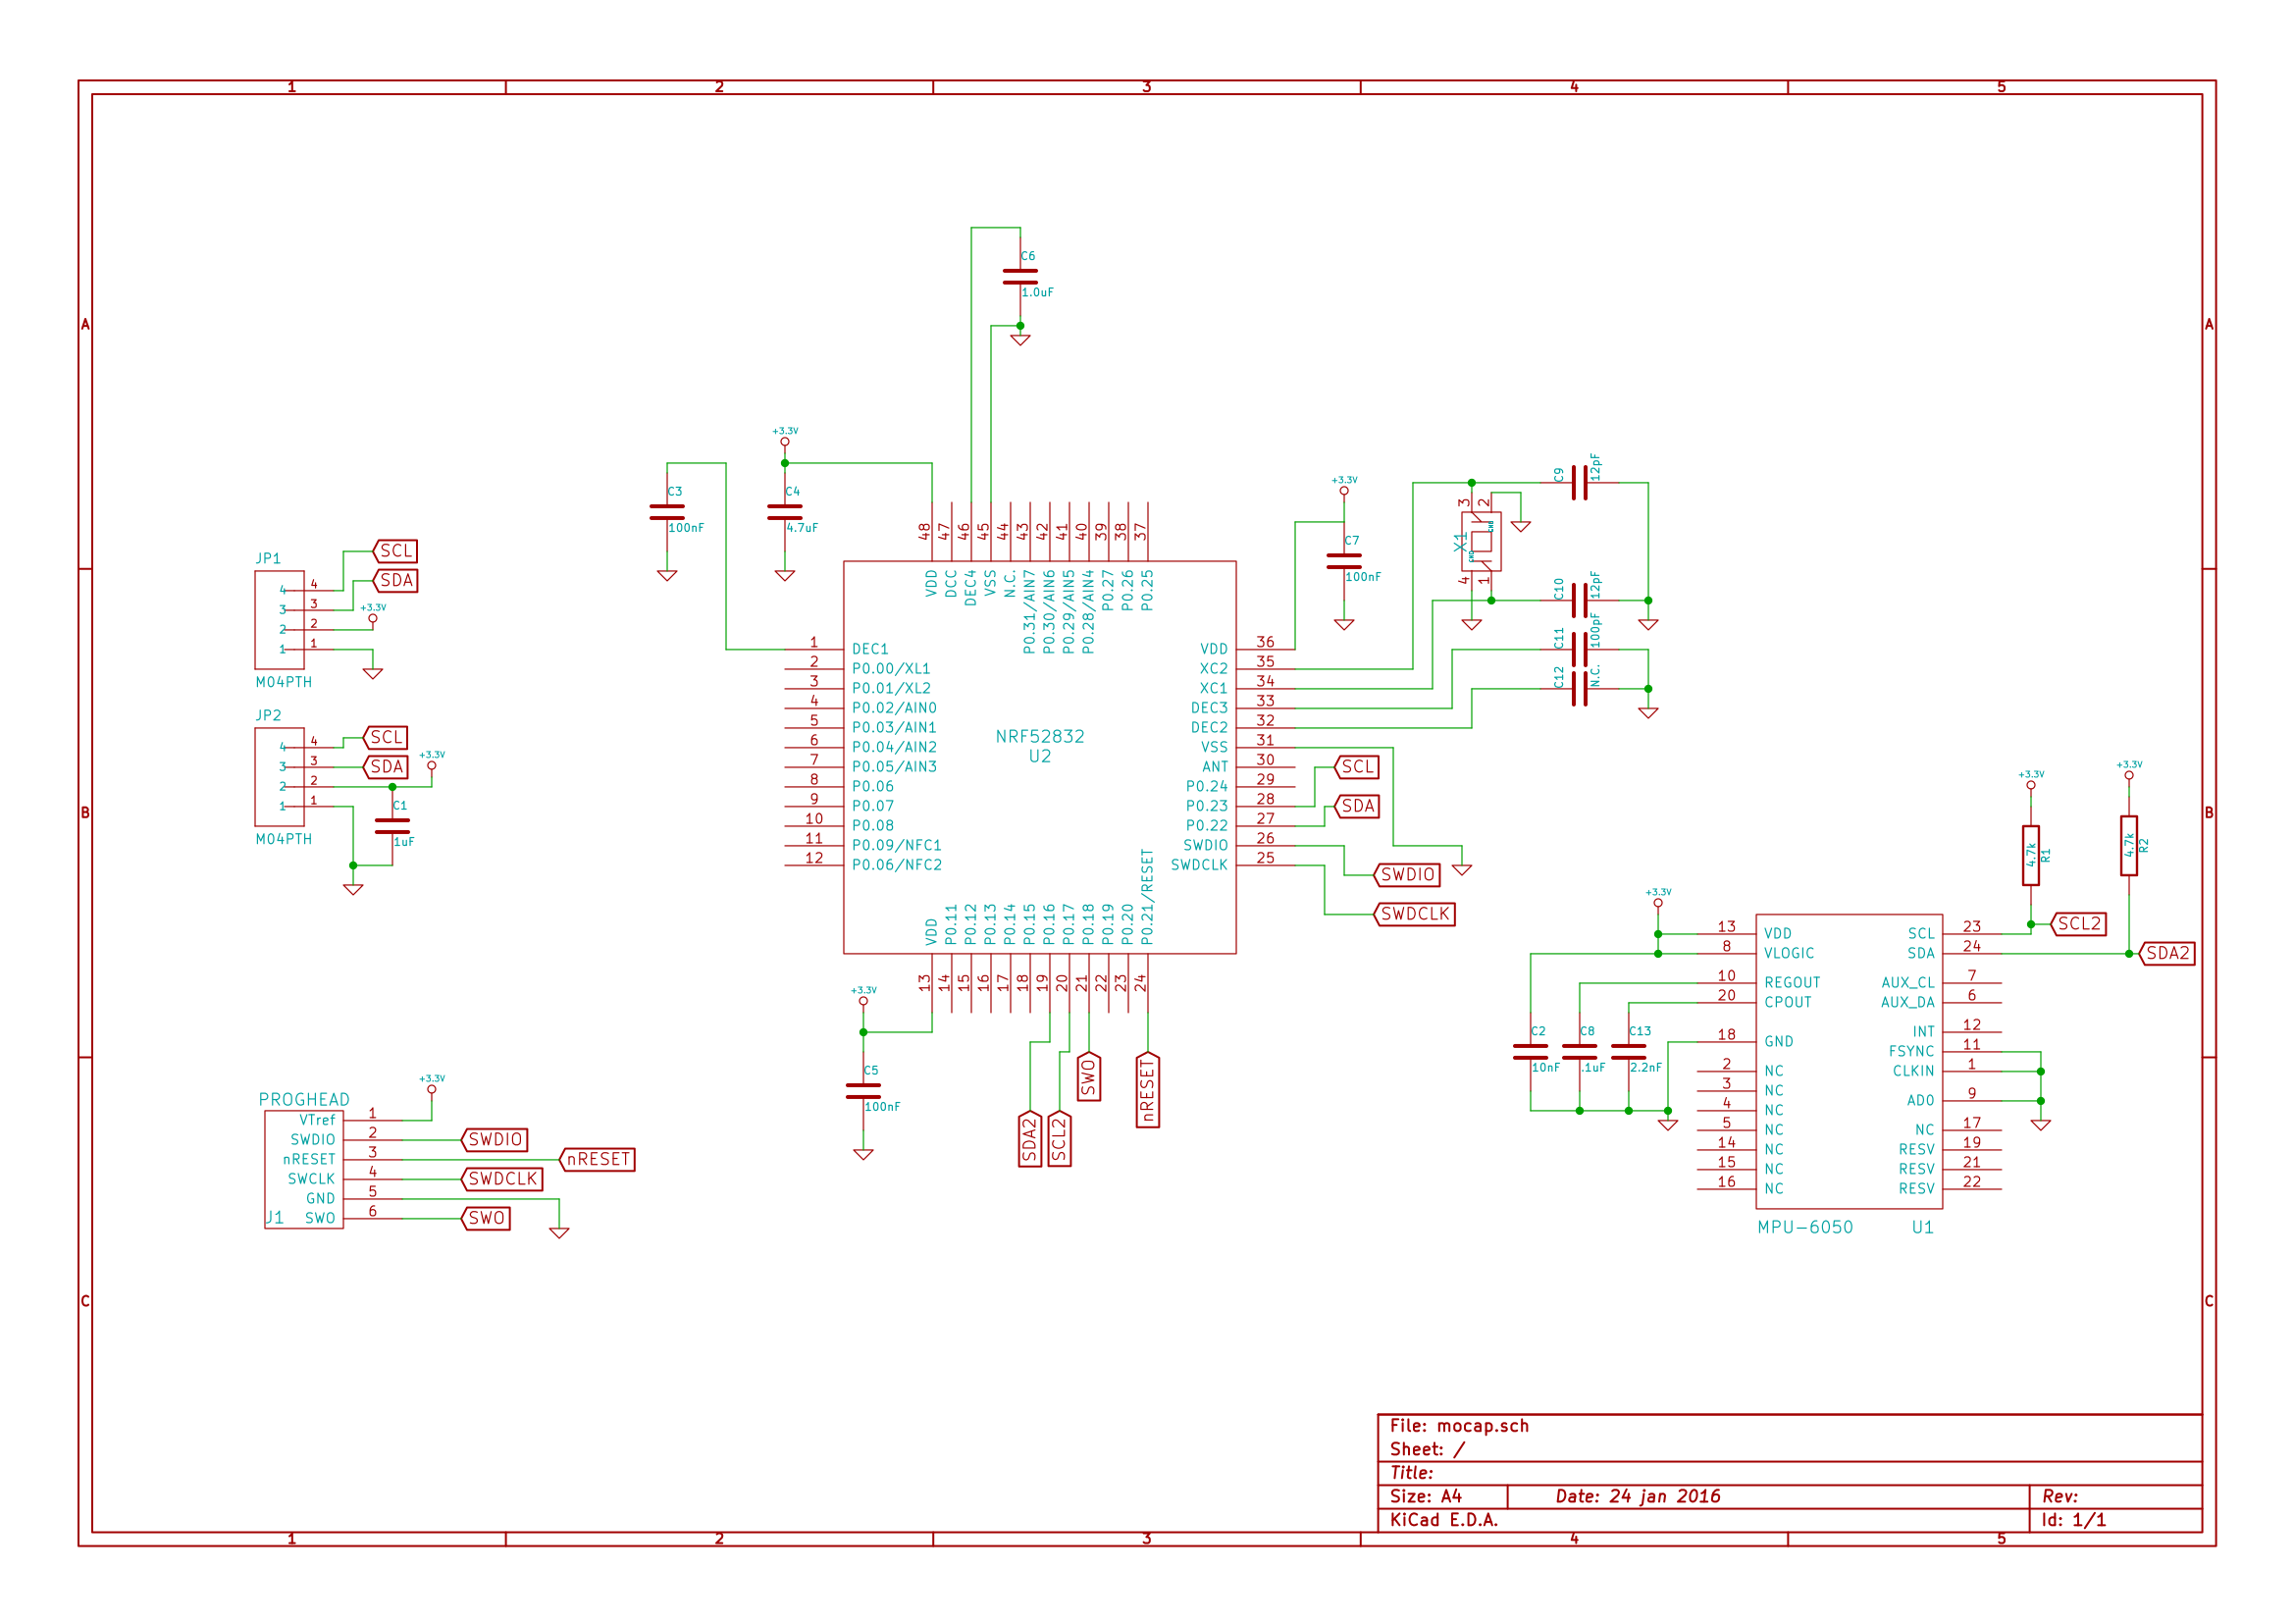 1 2 3 4 5
A A
B B
C C
1 2 3 4 5
C6
1.0uF
+3.3V
C3
100nF
C4
4.7uF
+3.3V
C7
100nF
C9 12pF
C10 12pF
C11 100pF
C12 N.C.
X1
3 2
GND
GND
4 1
JP1
SCL
SDA
+3.3V
4 4
3 3
2 2
1 1
M04PTH
JP2
SCL
SDA
+3.3V
4 4
3 3
2 2
1 1
C1
1uF
M04PTH
NRF52832
U2
48 VDD
47 DCC
46 DEC4
45 VSS
44 N.C.
43 P0.31/AIN7
42 P0.30/AIN6
41 P0.29/AIN5
40 P0.28/AIN4
39 P0.27
38 P0.26
37 P0.25
1 DEC1
2 P0.00/XL1
3 P0.01/XL2
4 P0.02/AIN0
5 P0.03/AIN1
6 P0.04/AIN2
7 P0.05/AIN3
8 P0.06
9 P0.07
10 P0.08
11 P0.09/NFC1
12 P0.06/NFC2
VDD 36
XC2 35
XC1 34
DEC3 33
DEC2 32
VSS 31
ANT 30
P0.24 29
P0.23 28
P0.22 27
SWDIO 26
SWDCLK 25
VDD 13
P0.11 14
P0.12 15
P0.13 16
P0.14 17
P0.15 18
P0.16 19
P0.17 20
P0.18 21
P0.19 22
P0.20 23
P0.21/RESET 24
SCL
SDA
SWDIO
SWDCLK
+3.3V
C5
100nF
SDA2
SCL2
SWO
nRESET
PROGHEAD
+3.3V
VTref 1
SWDIO 2
nRESET 3
SWCLK 4
GND 5
J1 SWO 6
SWDIO
nRESET
SWDCLK
SWO
+3.3V
4.7k
R1
+3.3V
4.7k
R2
SCL2
SDA2
+3.3V
13 VDD
8 VLOGIC
10 REGOUT
20 CPOUT
18 GND
2 NC
3 NC
4 NC
5 NC
14 NC
15 NC
16 NC
SCL 23
SDA 24
AUX_CL 7
AUX_DA 6
INT 12
FSYNC 11
CLKIN 1
AD0 9
NC 17
RESV 19
RESV 21
RESV 22
C2
10nF
C8
.1uF
C13
2.2nF
MPU-6050 U1
File: mocap.sch
Sheet: /
Title:
Size: A4 Date: 24 jan 2016 Rev:
KiCad E.D.A. Id: 1/1